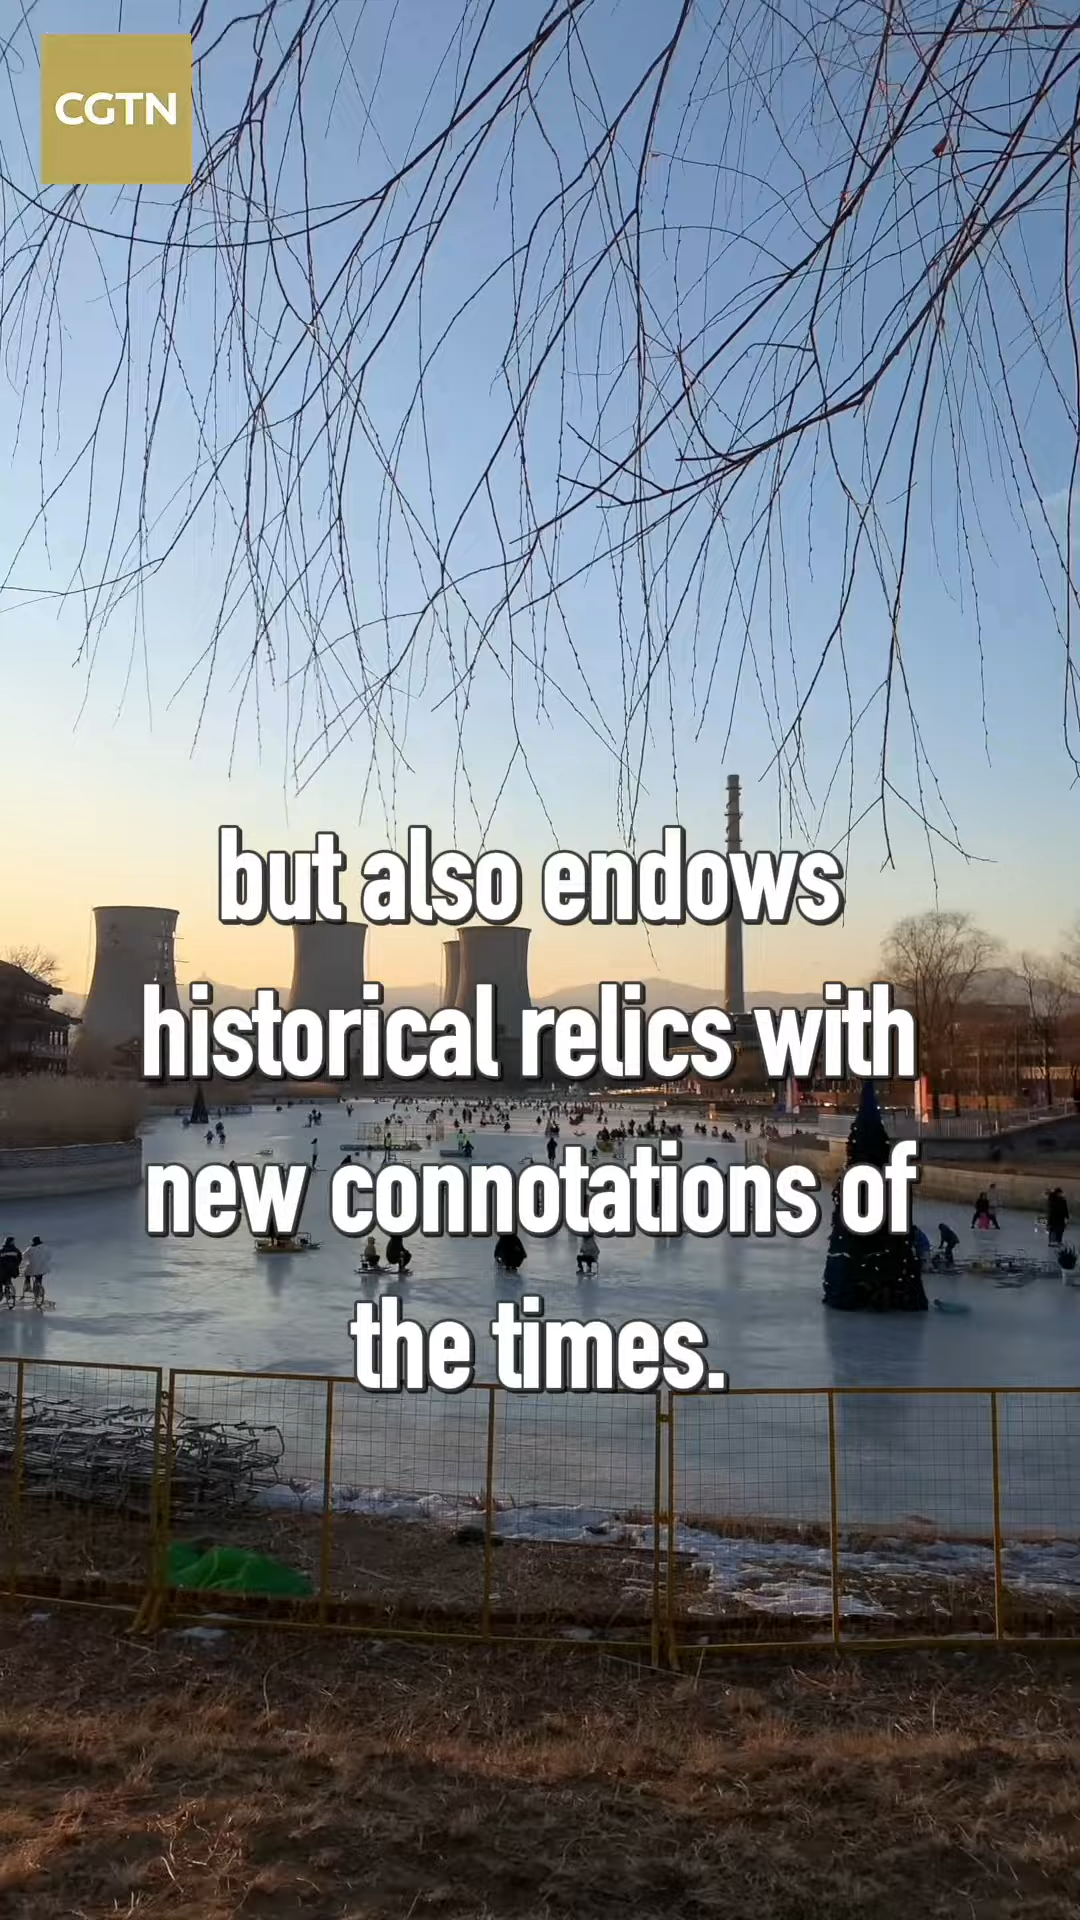 CGTN
but also endows
historical relics with
new connotations of
the times.